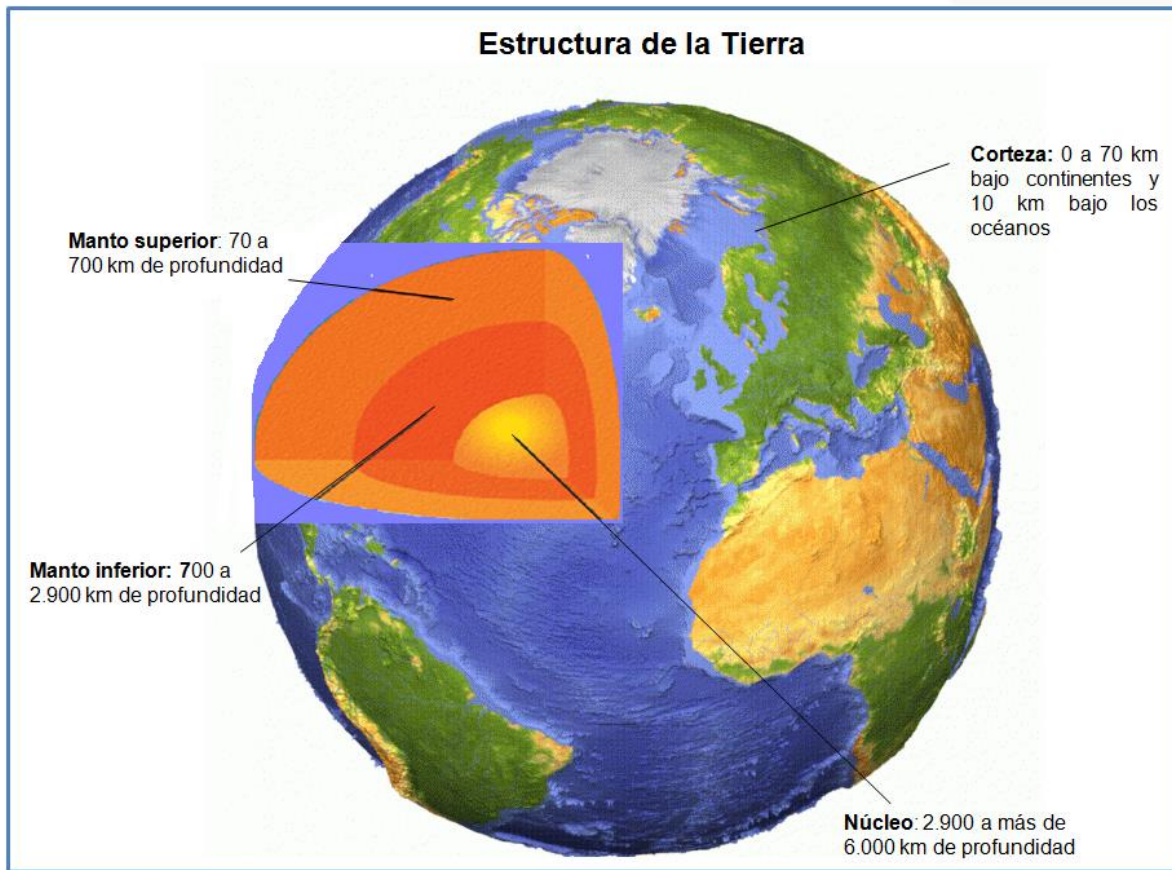 Estructura de la Tierra
Corteza: 0 a 70 km
bajo continentes y
10 km bajo los
océanos
Manto superior: 70 a
700 km de profundidad
Manto inferior: 700 a
2.900 km de profundidad
Núcleo: 2.900 a más de
6.000 km de profundidad